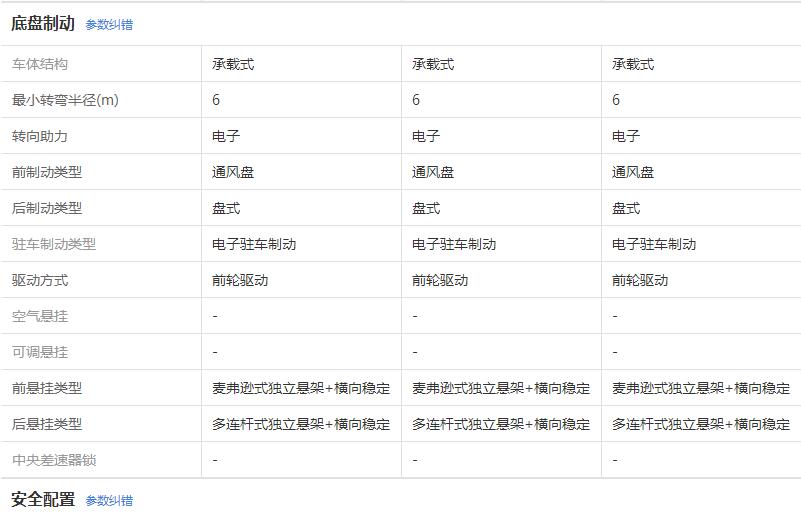 底盘制动 参数纠错
车体结构 承载式 承载式 承载式
最小转弯半径(m) 6 6 6
转向助力 电子 电子 电子
前制动类型 通风盘 通风盘 通风盘
后制动类型 盘式 盘式 盘式
驻车制动类型 电子驻车制动 电子驻车制动 电子驻车制动
驱动方式 前轮驱动 前轮驱动 前轮驱动
空气悬挂 - - -
可调悬挂 - - -
前悬挂类型 麦弗逊式独立悬架+横向稳定 麦弗逊式独立悬架+横向稳定 麦弗逊式独立悬架+横向稳定
后悬挂类型 多连杆式独立悬架+横向稳定 多连杆式独立悬架+横向稳定 多连杆式独立悬架+横向稳定
中央差速器锁 - - -
安全配置 参数纠错